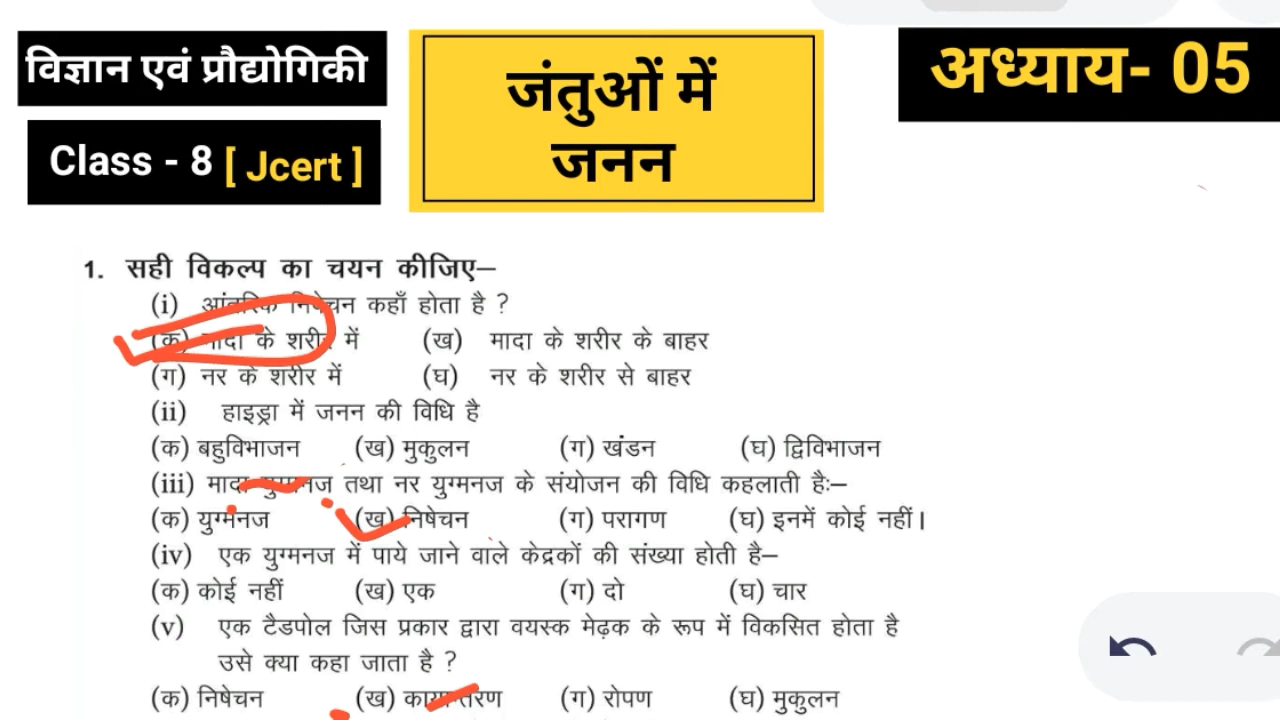 विज्ञान एवं प्रौद्योगिकी
Class - 8 [ Jcert ]
जंतुओं में
जनन
अध्याय- 05
1. सही विकल्प का चयन कीजिए–
(i) आंतरिक निषेचन कहाँ होता है ?
(क) मादा के शरीर में (ख) मादा के शरीर के बाहर
(ग) नर के शरीर में (घ) नर के शरीर से बाहर
(ii) हाइड्रा में जनन की विधि है
(क) बहुविभाजन (ख) मुकुलन (ग) खंडन (घ) द्विविभाजन
(iii) मादा युग्मनज तथा नर युग्मनज के संयोजन की विधि कहलाती है:–
(क) युग्मनज (ख) निषेचन (ग) परागण (घ) इनमें कोई नहीं।
(iv) एक युग्मनज में पाये जाने वाले केद्रकों की संख्या होती है–
(क) कोई नहीं (ख) एक (ग) दो (घ) चार
(v) एक टैडपोल जिस प्रकार द्वारा वयस्क मेढ़क के रूप में विकसित होता है
उसे क्या कहा जाता है ?
(क) निषेचन (ख) कायान्तरण (ग) रोपण (घ) मुकुलन